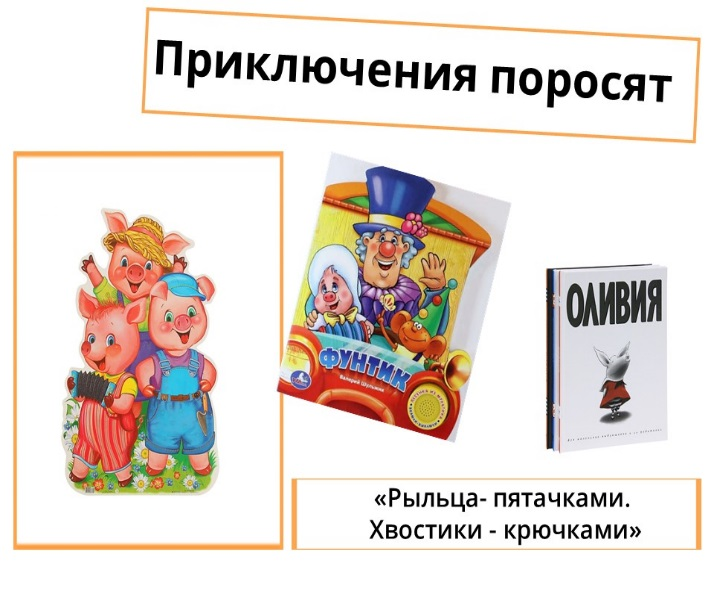 Приключения поросят
ФУНТИК
Валерий Шульжик
ОЛИВИЯ
«Рыльца- пятачками.
Хвостики - крючками»